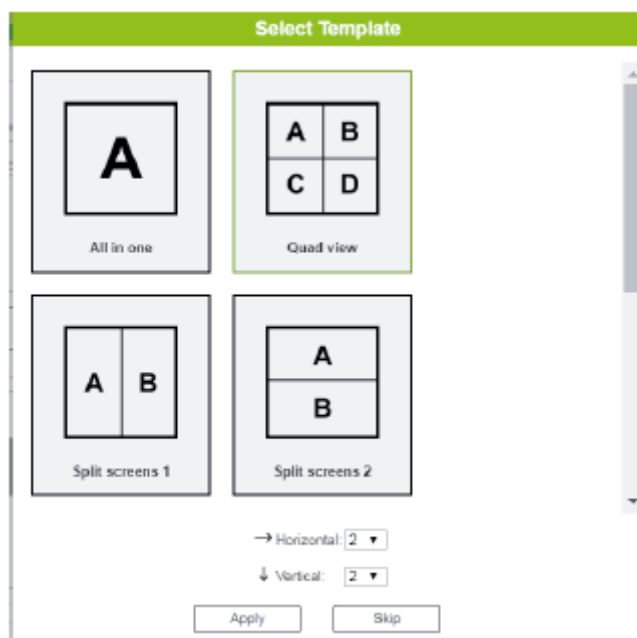 Select Template
A
All in one
A B
C D
Quad view
A B
Split screens 1
A
B
Split screens 2
→ Horizontal: 2 ▼
↓ Vertical: 2 ▼
Apply Skip